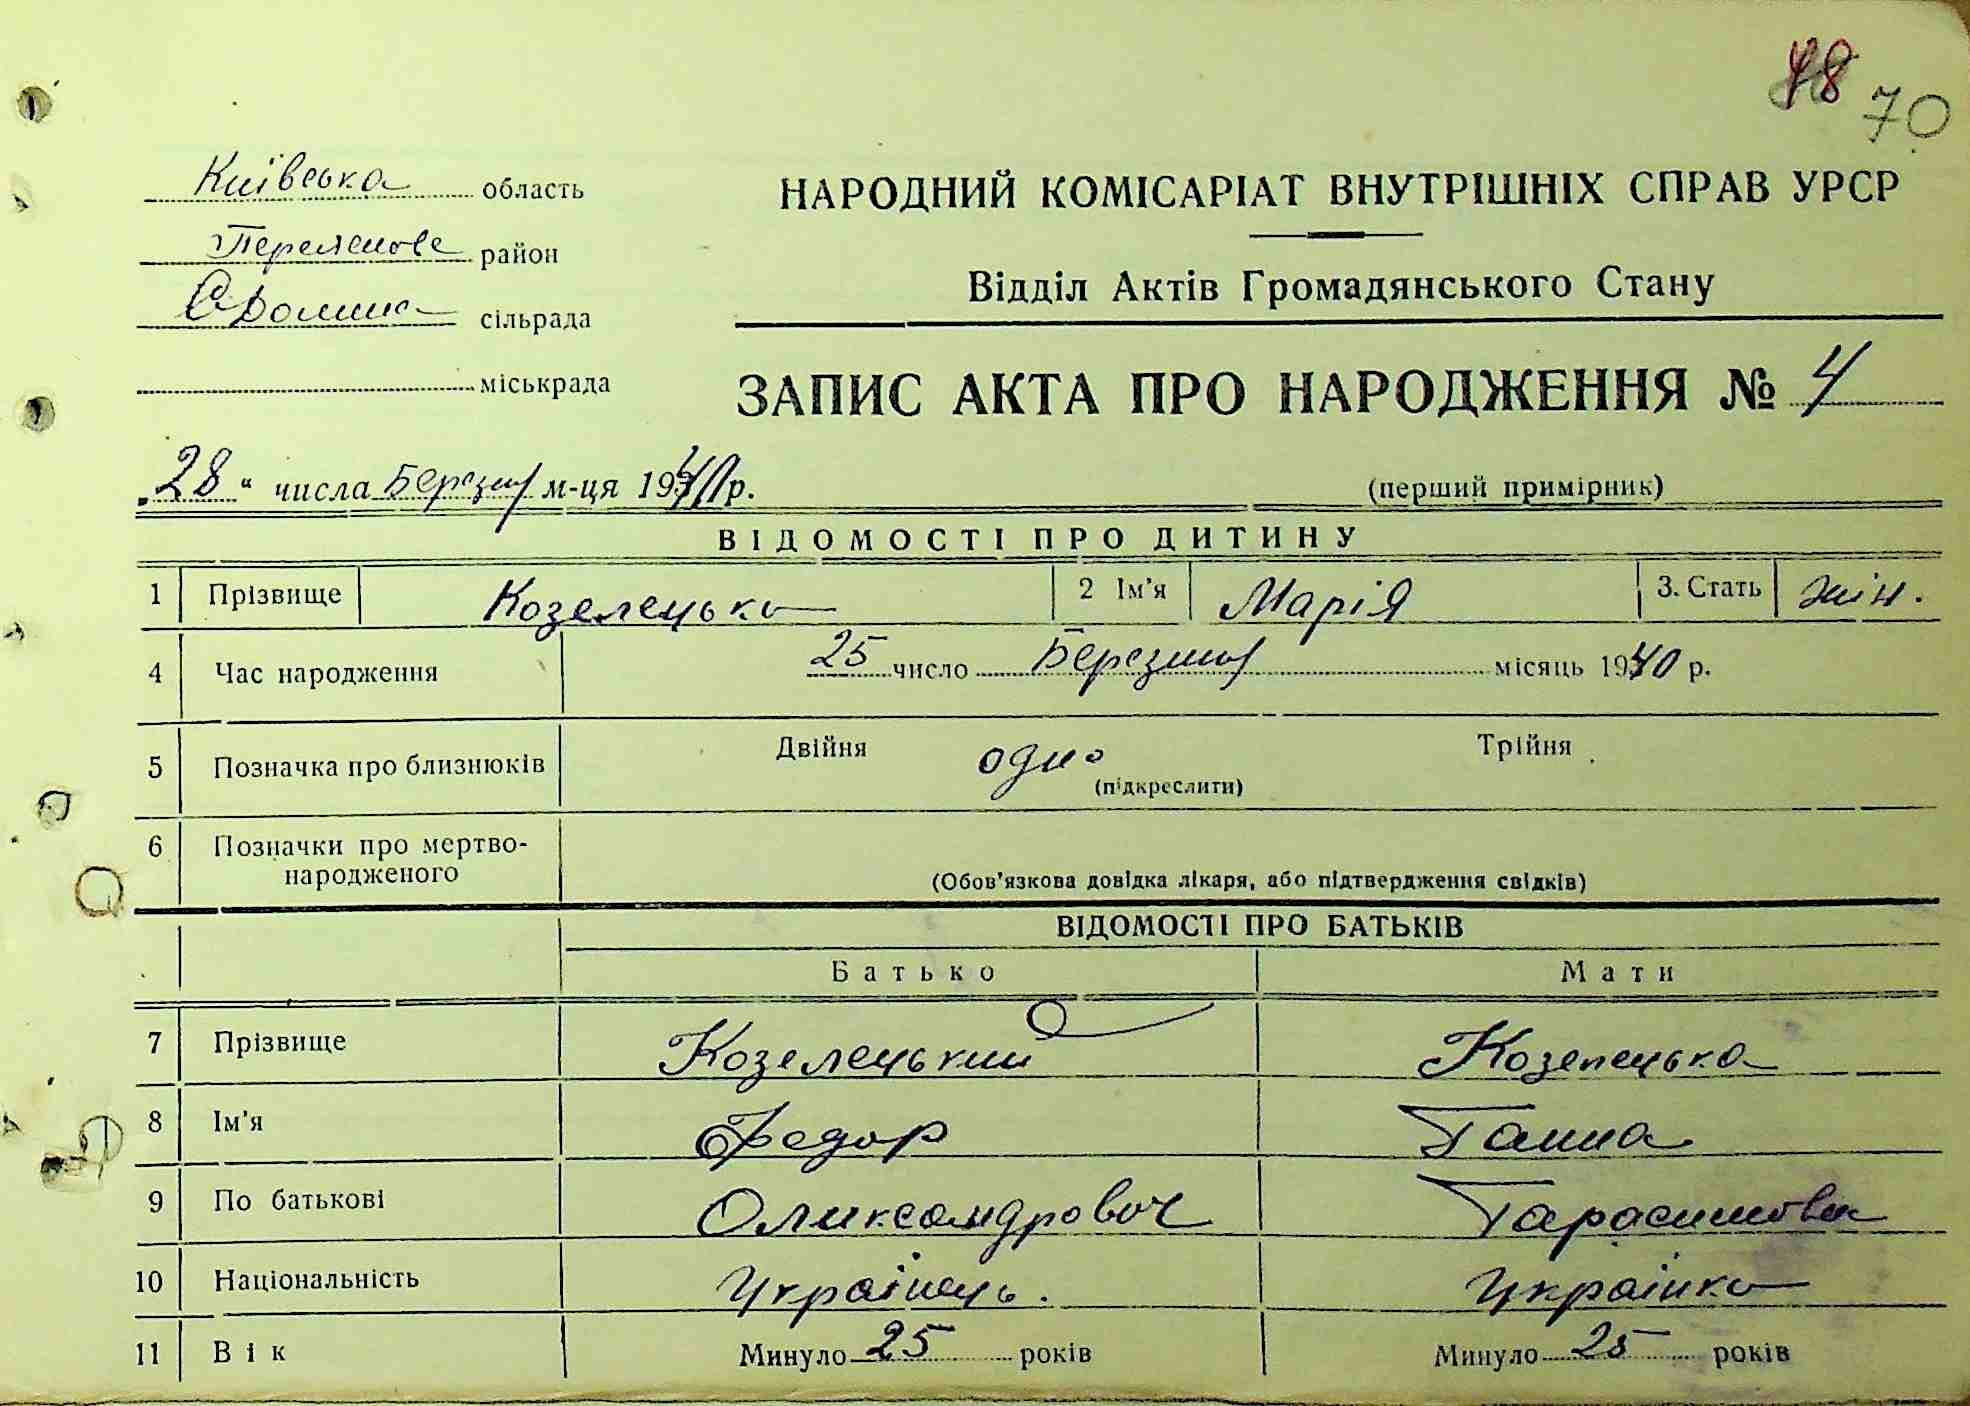 48 70
Київська область
НАРОДНИЙ КОМІСАРІАТ ВНУТРІШНІХ СПРАВ УРСР
район
Відділ Актів Громадянського Стану
сільрада
міськрада
ЗАПИС АКТА ПРО НАРОДЖЕННЯ № 4
„28“ числа Березня м-ця 1940 р.
(перший примірник)
ВІДОМОСТІ ПРО ДИТИНУ
1 Прізвище Козелецька 2 Ім'я Марія 3. Стать жін.
4 Час народження 25 число Березня місяць 1940 р.
5 Позначка про близнюків Двійня одно Трійня
(підкреслити)
6 Позначки про мертво-
народженого
(Обов'язкова довідка лікаря, або підтвердження свідків)
ВІДОМОСТІ ПРО БАТЬКІВ
Батько Мати
7 Прізвище Козелецький Козелецька
8 Ім'я Федор Ганна
9 По батькові Олександрович Гарасимовна
10 Національність Українець. Українка
11 Вік Минуло 25 років Минуло 25 років